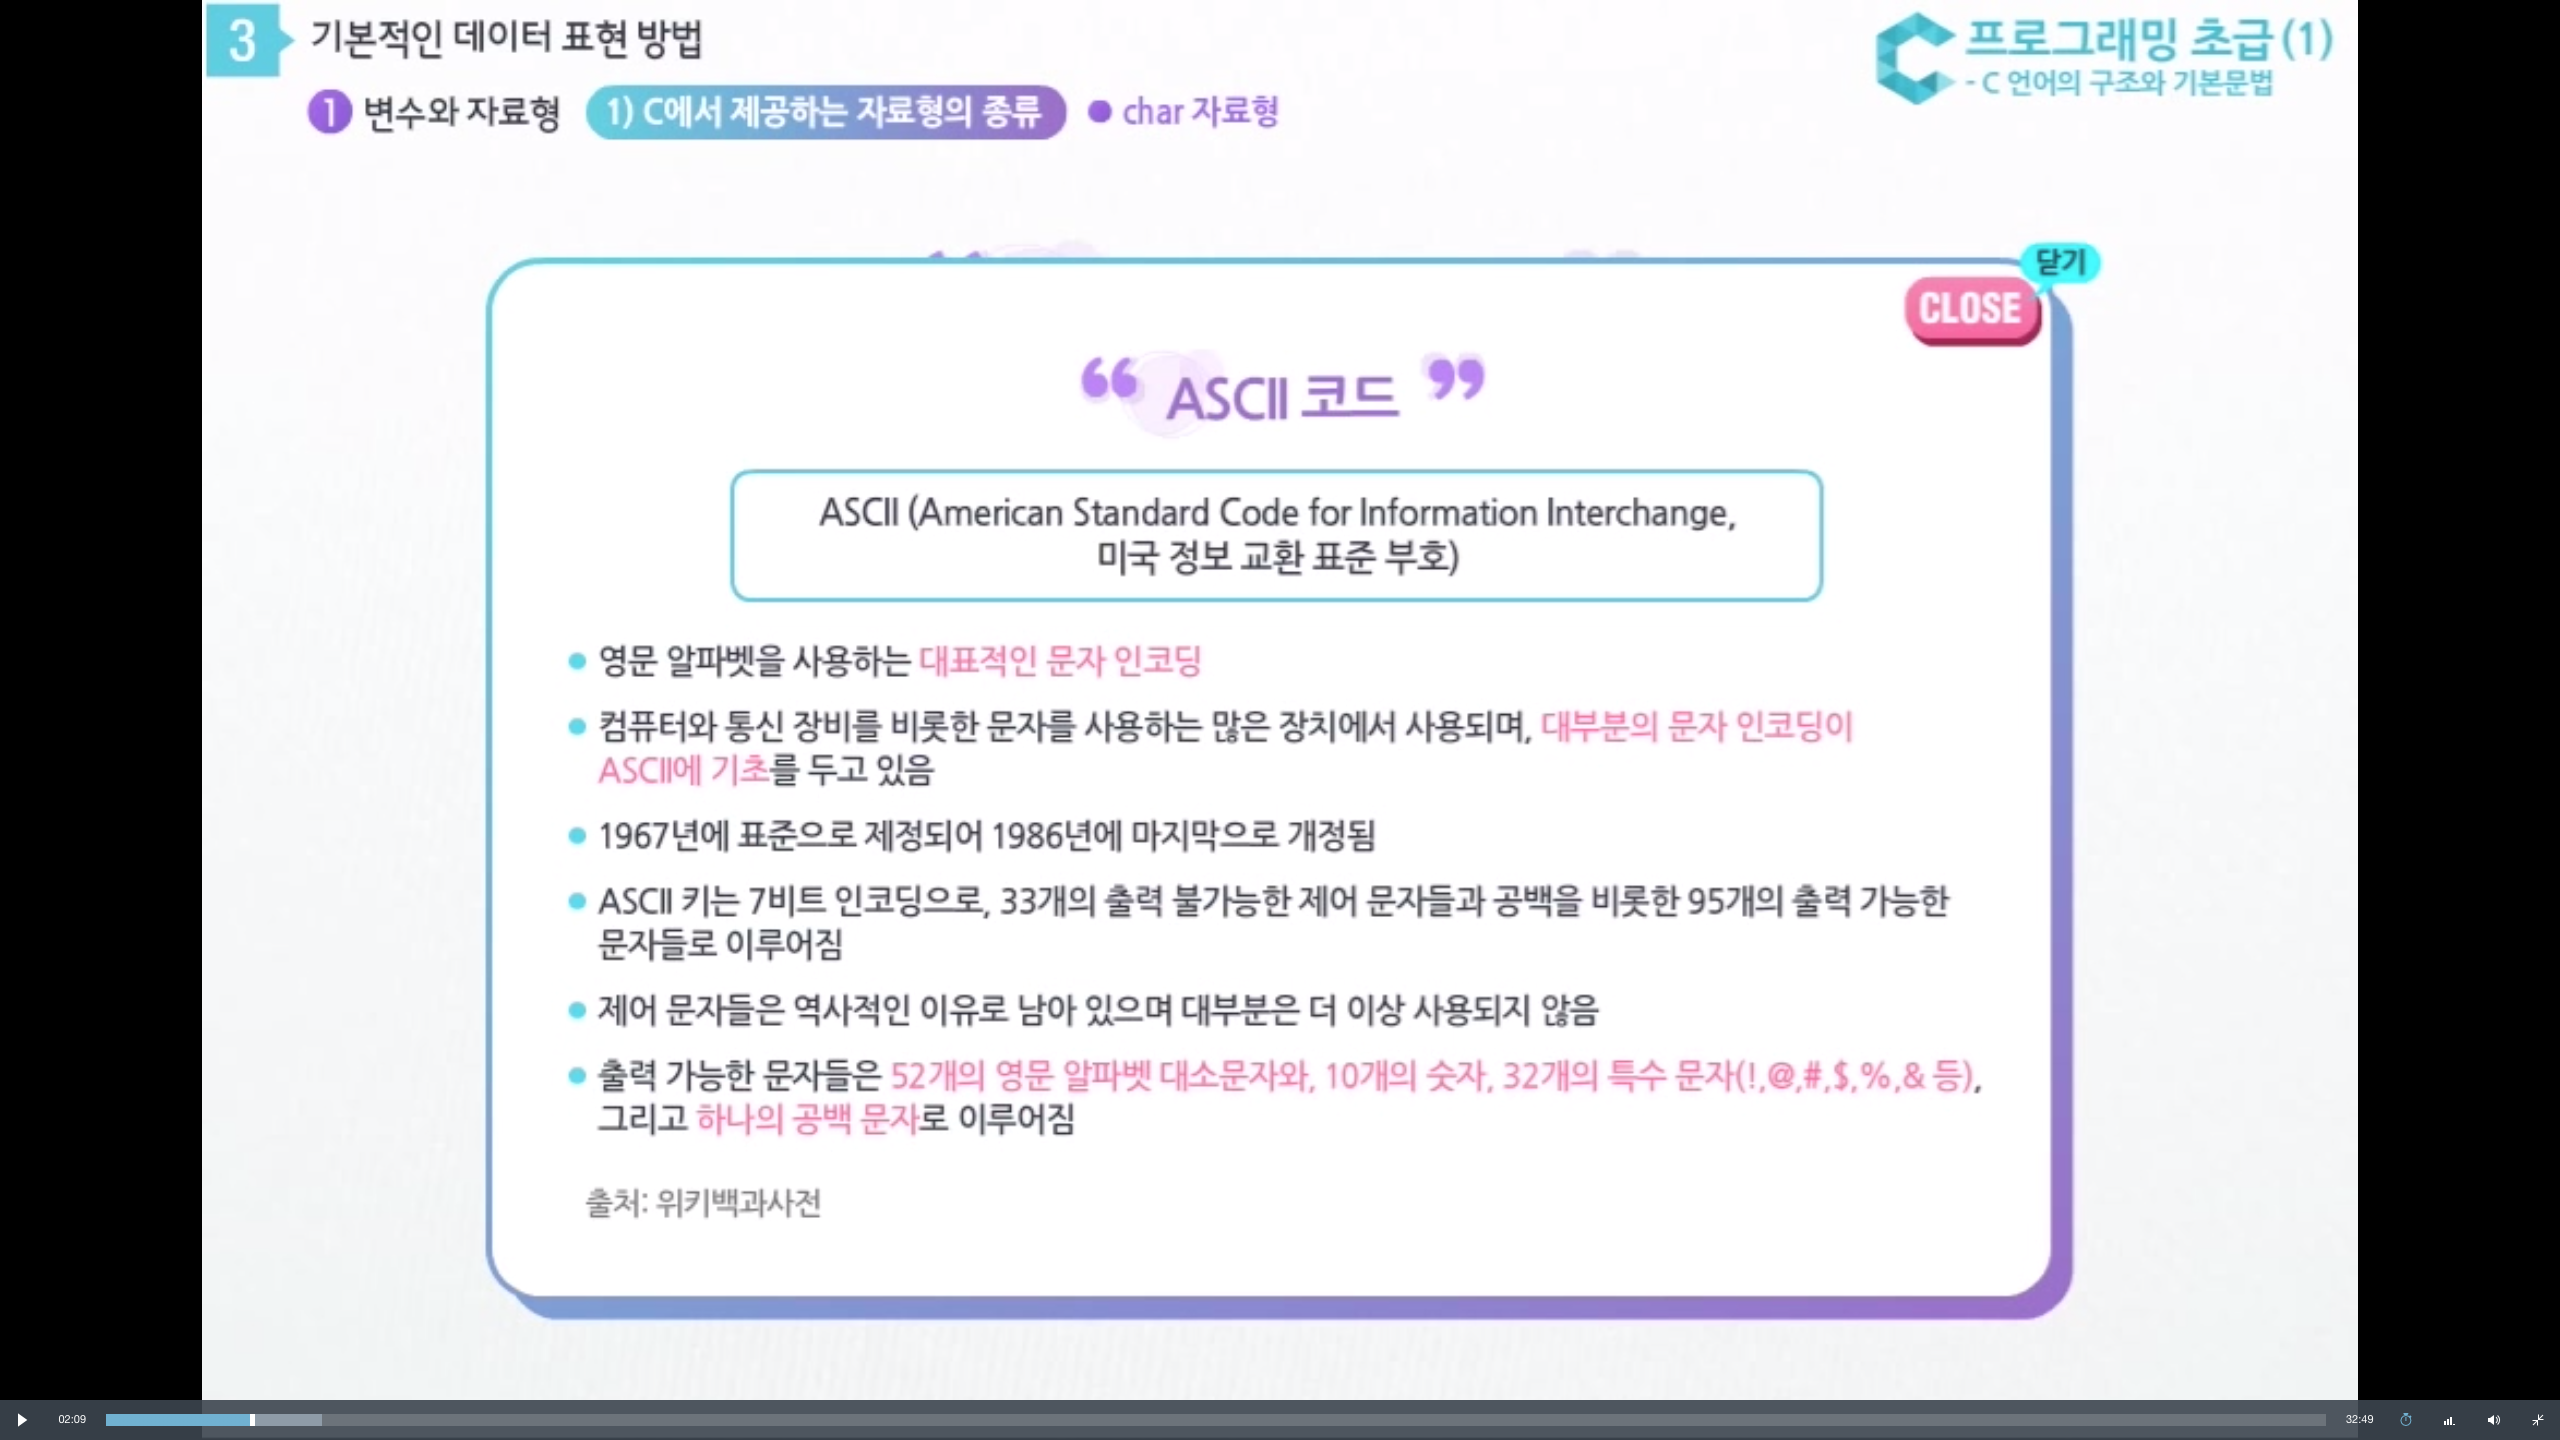 3 기본적인 데이터 표현 방법
프로그래밍 초급(1)
- C 언어의 구조와 기본문법
1 변수와 자료형 1) C에서 제공하는 자료형의 종류 ● char 자료형
닫기
CLOSE
“ ASCII 코드 ”
ASCII (American Standard Code for Information Interchange,
미국 정보 교환 표준 부호)
● 영문 알파벳을 사용하는 대표적인 문자 인코딩
● 컴퓨터와 통신 장비를 비롯한 문자를 사용하는 많은 장치에서 사용되며, 대부분의 문자 인코딩이
ASCII에 기초를 두고 있음
● 1967년에 표준으로 제정되어 1986년에 마지막으로 개정됨
● ASCII 키는 7비트 인코딩으로, 33개의 출력 불가능한 제어 문자들과 공백을 비롯한 95개의 출력 가능한
문자들로 이루어짐
● 제어 문자들은 역사적인 이유로 남아 있으며 대부분은 더 이상 사용되지 않음
● 출력 가능한 문자들은 52개의 영문 알파벳 대소문자와, 10개의 숫자, 32개의 특수 문자(!,@,#,$,%,& 등),
그리고 하나의 공백 문자로 이루어짐
출처: 위키백과사전
02:09
32:49